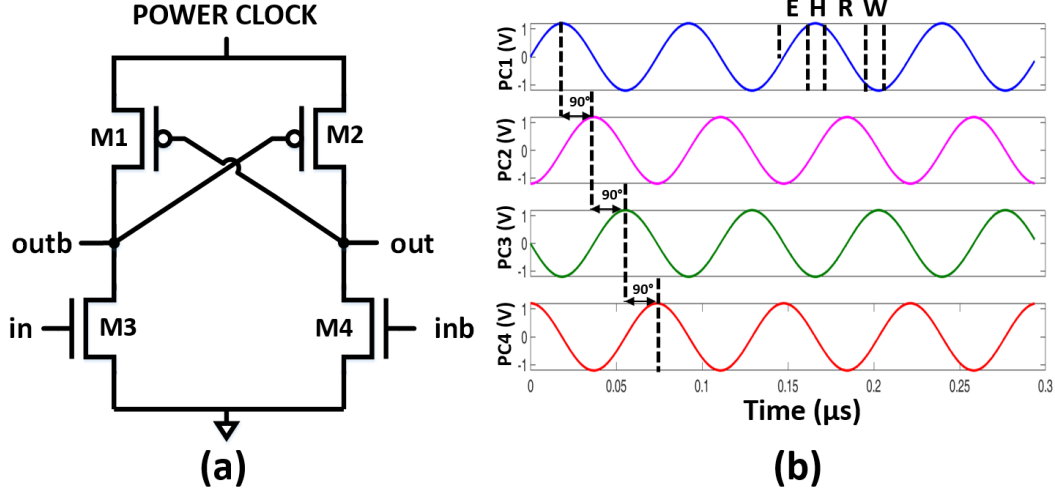 POWER CLOCK
M1
M2
outb
out
in
M3
M4
inb
(a)
E H R W
PC1 (V)
1
0
-1
90°
PC2 (V)
1
0
-1
90°
PC3 (V)
1
0
-1
90°
PC4 (V)
1
0
-1
0 0.05 0.1 0.15 0.2 0.25 0.3
Time (μs)
(b)